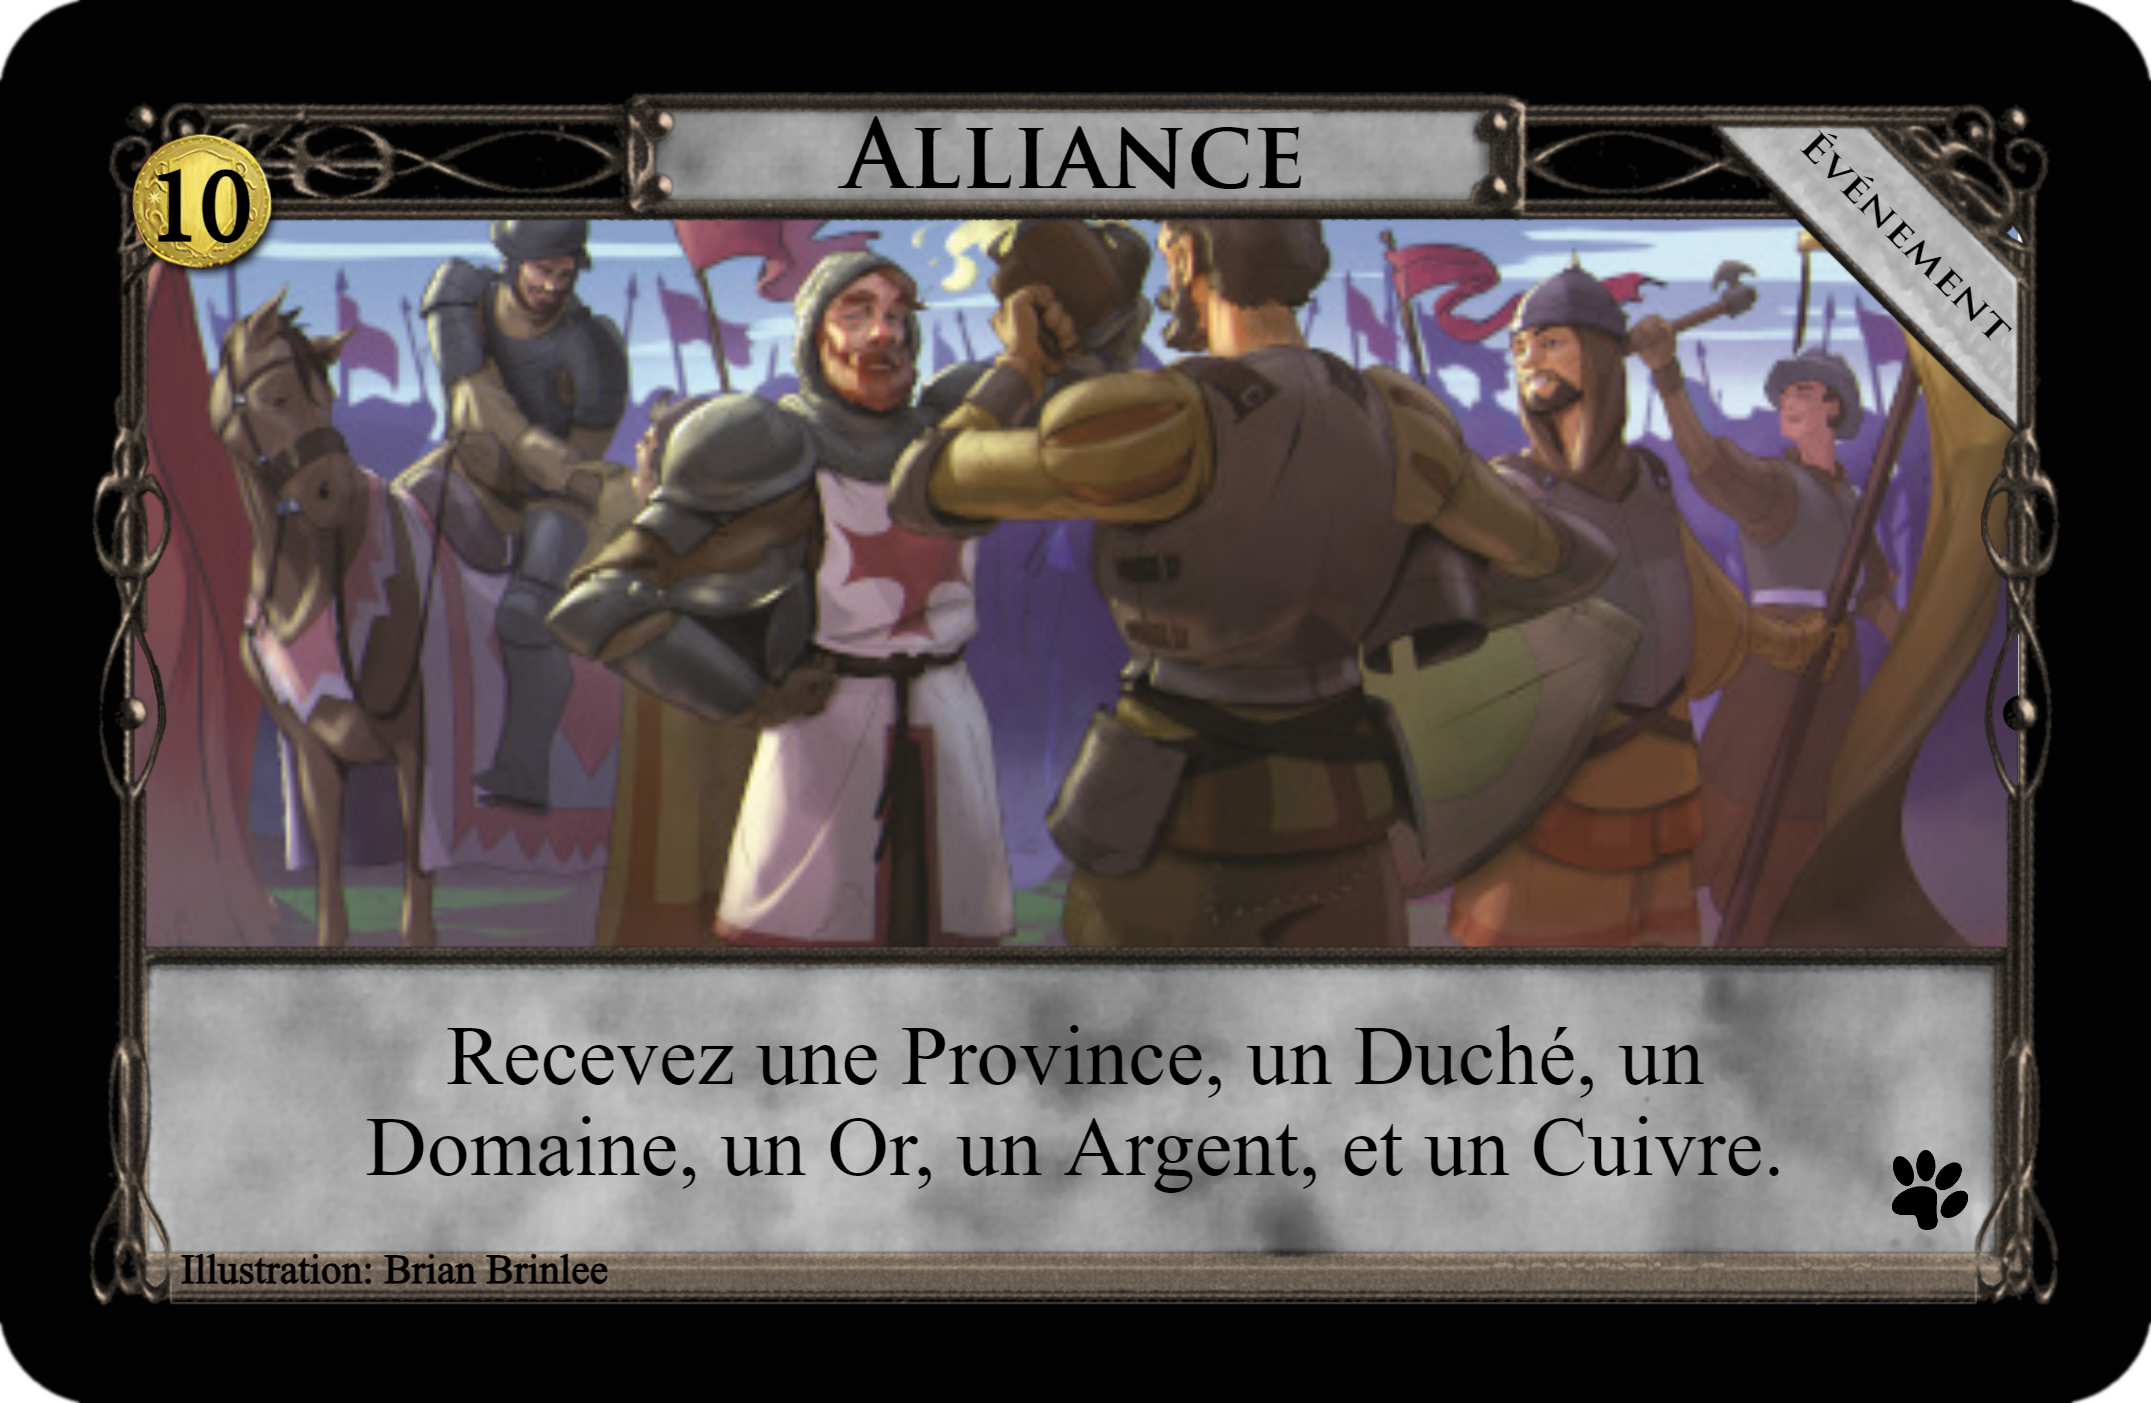 ALLIANCE
10
ÉVÉNEMENT
Recevez une Province, un Duché, un
Domaine, un Or, un Argent, et un Cuivre.
Illustration: Brian Brinlee